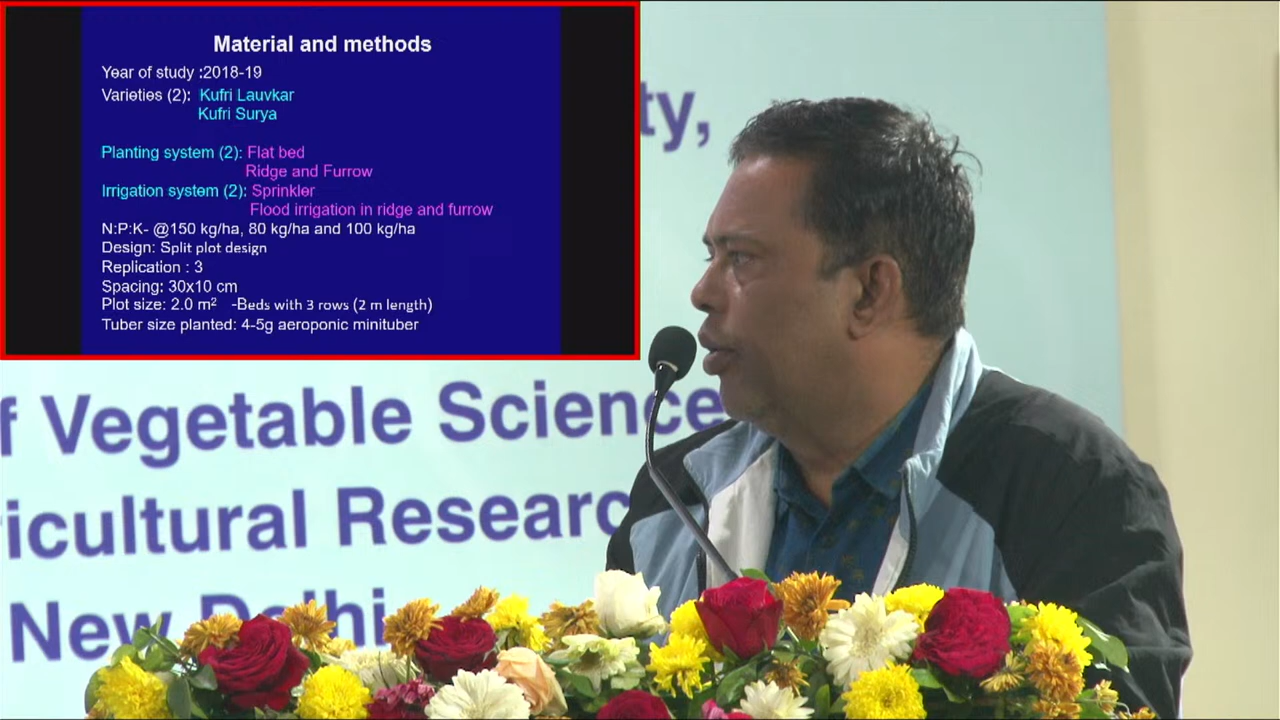 Material and methods
Year of study :2018-19
Varieties (2): Kufri Lauvkar
Kufri Surya
Planting system (2): Flat bed
Ridge and Furrow
Irrigation system (2): Sprinkler
Flood irrigation in ridge and furrow
N:P:K- @150 kg/ha, 80 kg/ha and 100 kg/ha
Design: Split plot design
Replication : 3
Spacing: 30x10 cm
Plot size: 2.0 m² -Beds with 3 rows (2 m length)
Tuber size planted: 4-5g aeroponic minituber
ty,
f Vegetable Science
icultural Researc
New Delhi